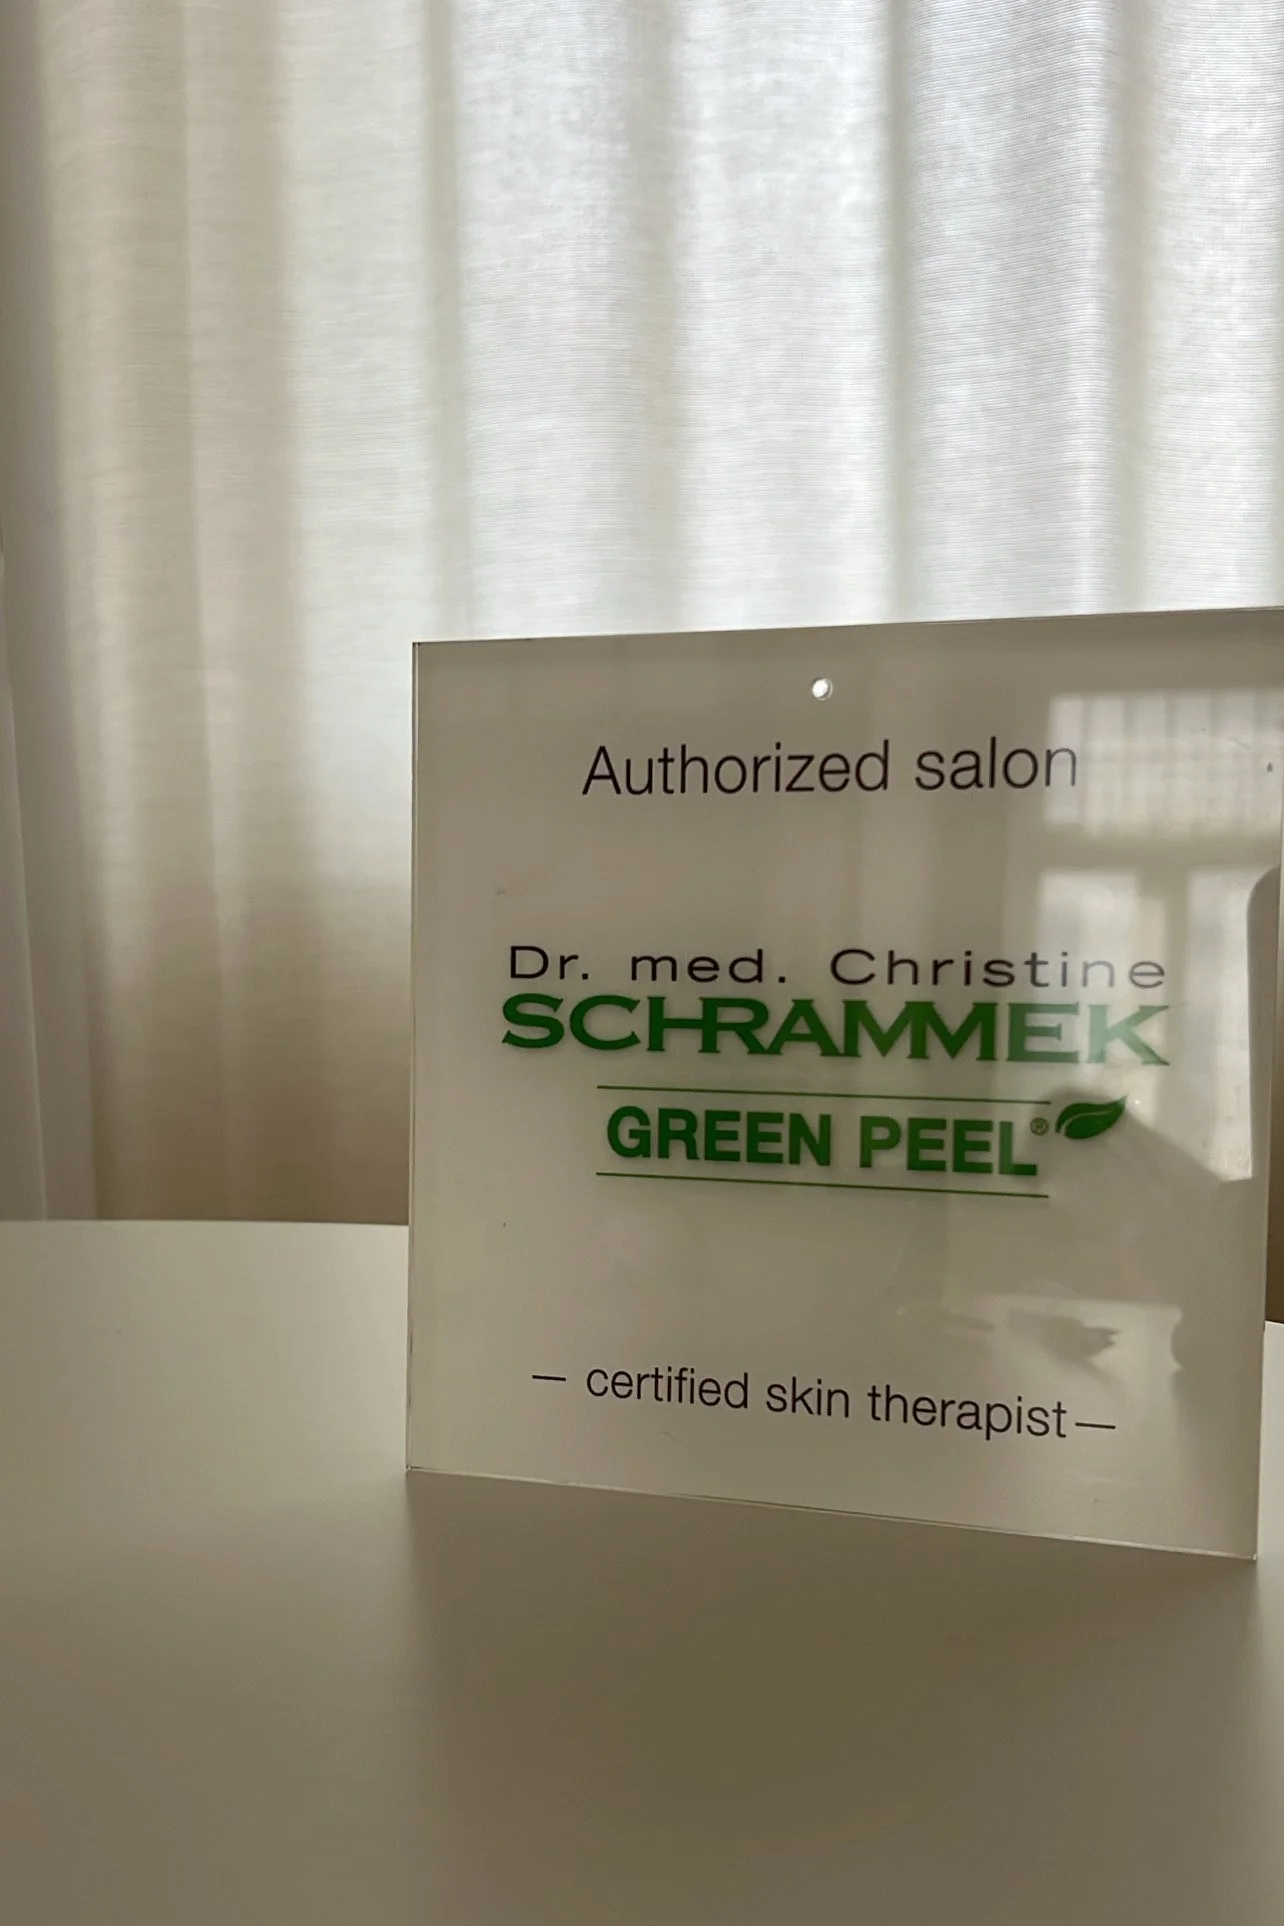 Authorized salon
Dr. med. Christine
SCHRAMMEK
GREEN PEEL®
— certified skin therapist —